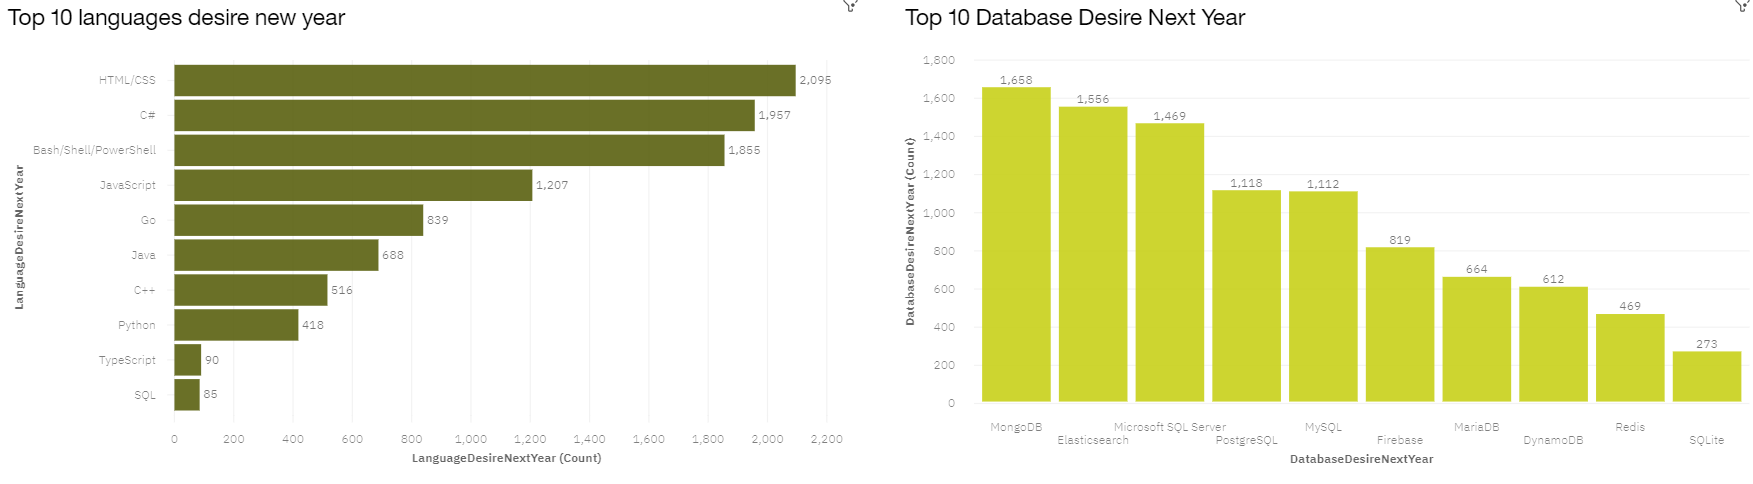 Top 10 languages desire new year
LanguageDesireNextYear
HTML/CSS 2,095
C# 1,957
Bash/Shell/PowerShell 1,855
JavaScript 1,207
Go 839
Java 688
C++ 516
Python 418
TypeScript 90
SQL 85
0 200 400 600 800 1,000 1,200 1,400 1,600 1,800 2,000 2,200
LanguageDesireNextYear (Count)
Top 10 Database Desire Next Year
DatabaseDesireNextYear (Count)
1,800
1,600
1,400
1,200
1,000
800
600
400
200
0
1,658 1,556 1,469 1,118 1,112 819 664 612 469 273
MongoDB Elasticsearch Microsoft SQL Server PostgreSQL MySQL Firebase MariaDB DynamoDB Redis SQLite
DatabaseDesireNextYear